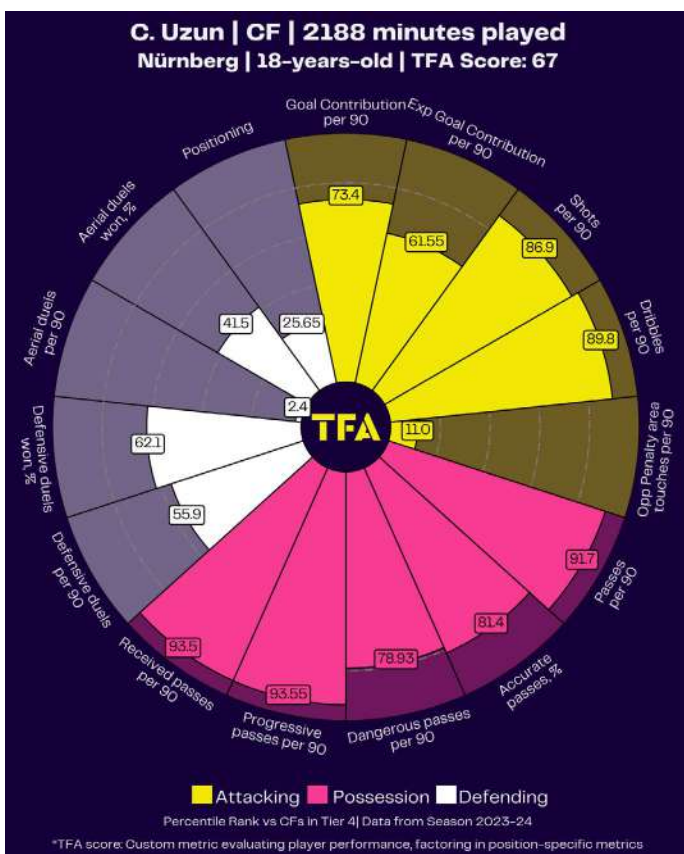 C. Uzun | CF | 2188 minutes played
Nürnberg | 18-years-old | TFA Score: 67
Goal Contribution
per 90
Exp Goal Contribution
per 90
Shots
per 90
Dribbles
per 90
Opp Penalty area
touches per 90
Passes
per 90
Accurate
passes, %
Dangerous passes
per 90
Progressive
passes per 90
Received passes
per 90
Defensive duels
per 90
Defensive duels
won, %
Aerial duels
per 90
Aerial duels
won, %
Positioning
73.4
61.55
86.9
89.8
11.0
91.7
81.4
78.93
93.55
93.5
55.9
62.1
2.4
41.5
25.65
TFA
Attacking Possession Defending
Percentile Rank vs CFs in Tier 4| Data from Season 2023-24
*TFA score: Custom metric evaluating player performance, factoring in position-specific metrics